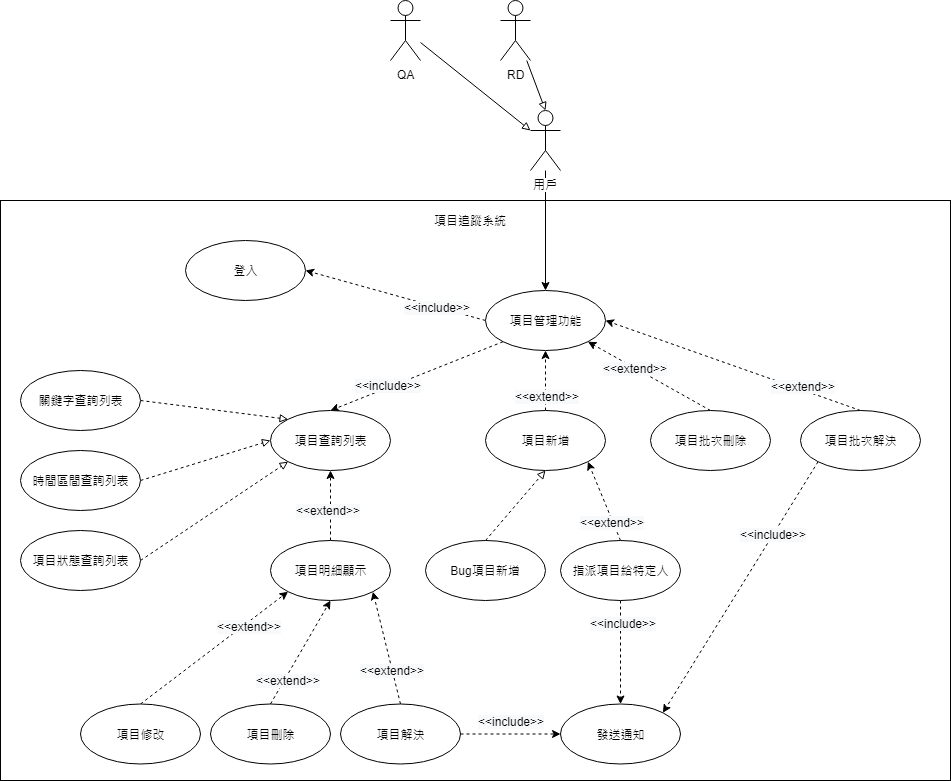 QA
RD
用戶
項目追蹤系統
登入
<<include>>
項目管理功能
<<include>>
<<extend>>
<<extend>>
<<extend>>
關鍵字查詢列表
項目查詢列表
項目新增
項目批次刪除
項目批次解決
時間區間查詢列表
<<extend>>
<<extend>>
<<include>>
項目狀態查詢列表
項目明細顯示
Bug項目新增
指派項目給特定人
<<extend>>
<<include>>
<<extend>>
<<extend>>
<<include>>
項目修改
項目刪除
項目解決
發送通知